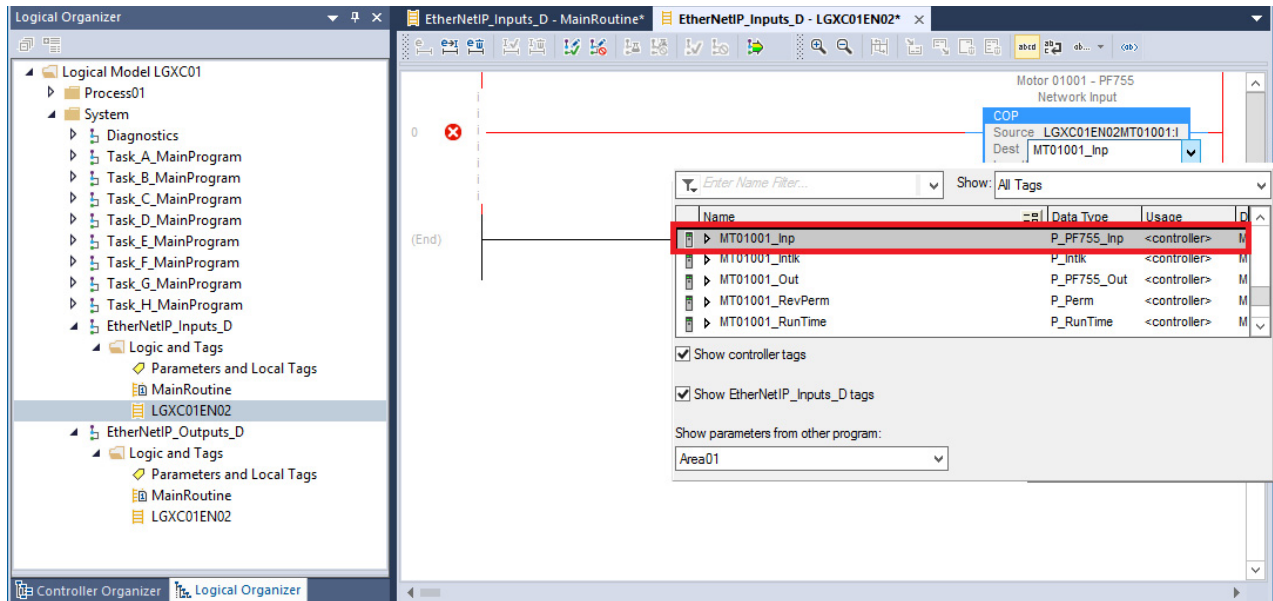 Logical Organizer
Logical Model LGXC01
Process01
System
Diagnostics
Task_A_MainProgram
Task_B_MainProgram
Task_C_MainProgram
Task_D_MainProgram
Task_E_MainProgram
Task_F_MainProgram
Task_G_MainProgram
Task_H_MainProgram
EtherNetIP_Inputs_D
Logic and Tags
Parameters and Local Tags
MainRoutine
LGXC01EN02
EtherNetIP_Outputs_D
Logic and Tags
Parameters and Local Tags
MainRoutine
LGXC01EN02
Controller Organizer Logical Organizer
EtherNetIP_Inputs_D - MainRoutine* EtherNetIP_Inputs_D - LGXC01EN02*
abcd ab... <ab>
Motor 01001 - PF755
Network Input
COP
0
Source LGXC01EN02MT01001:I
Dest MT01001_Inp
(End)
Enter Name Filter... Show: All Tags
Name Data Type Usage D
MT01001_Inp P_PF755_Inp <controller> M
MT01001_Intlk P_Intlk <controller> M
MT01001_Out P_PF755_Out <controller> M
MT01001_RevPerm P_Perm <controller> M
MT01001_RunTime P_RunTime <controller> M
Show controller tags
Show EtherNetIP_Inputs_D tags
Show parameters from other program:
Area01